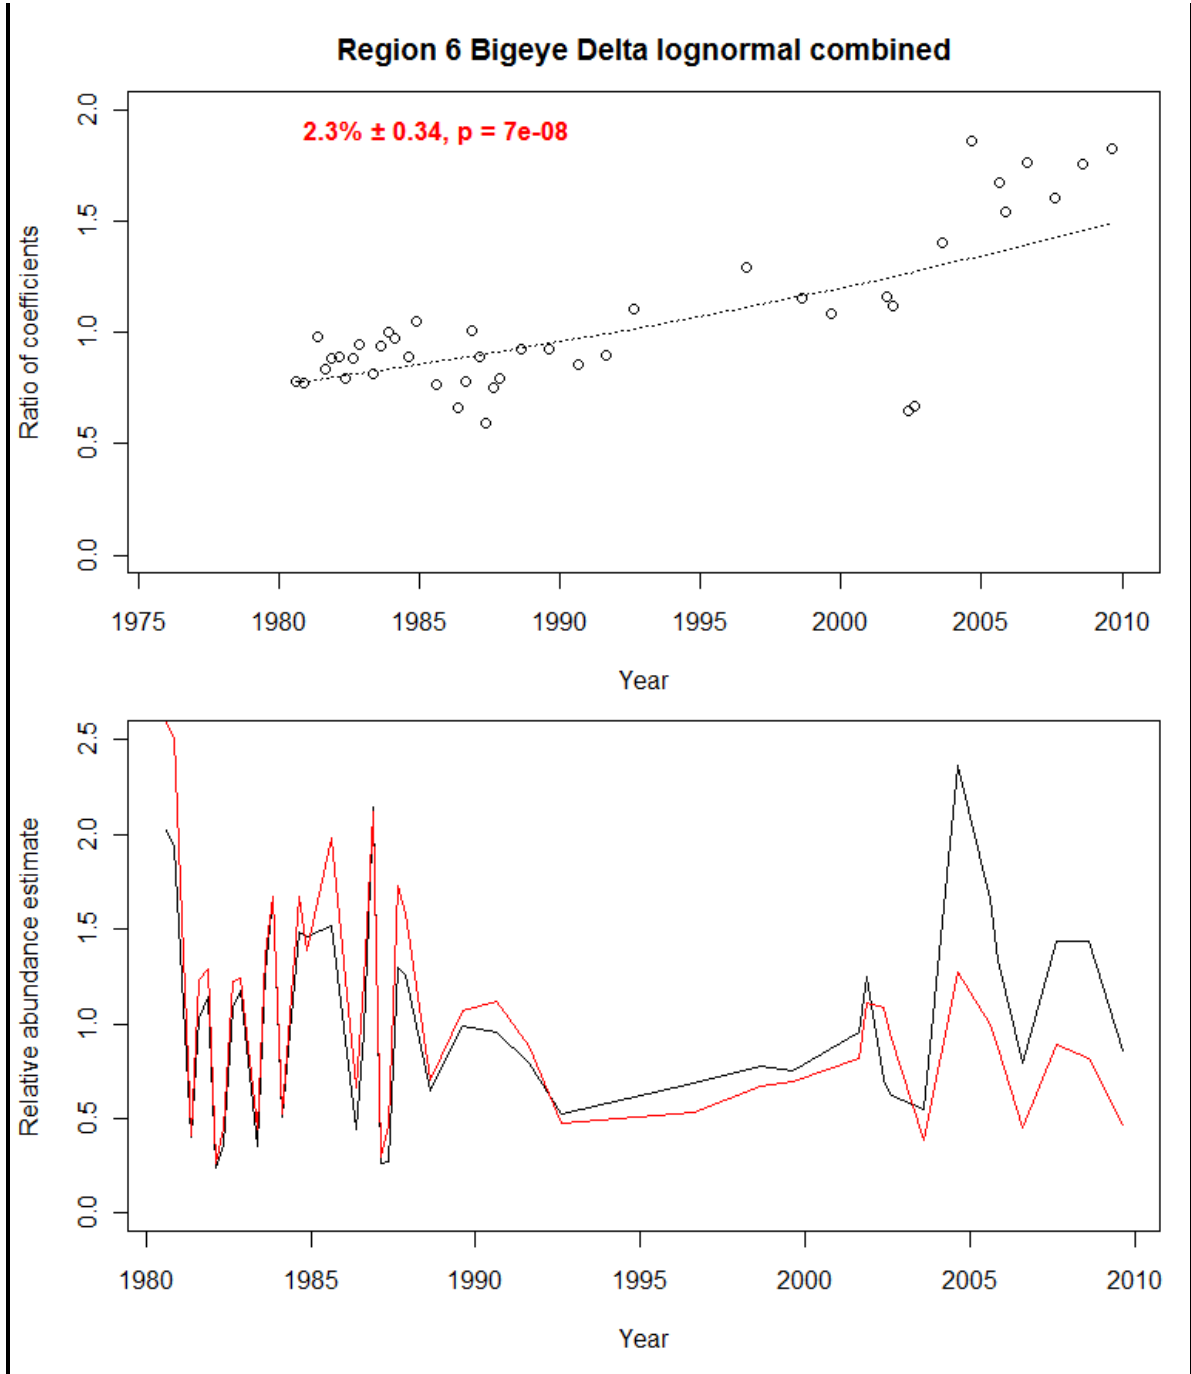 Region 6 Bigeye Delta lognormal combined
2.3% ± 0.34, p = 7e-08
Ratio of coefficients
2.0
1.5
1.0
0.5
0.0
1975 1980 1985 1990 1995 2000 2005 2010
Year
Relative abundance estimate
2.5
2.0
1.5
1.0
0.5
0.0
1980 1985 1990 1995 2000 2005 2010
Year